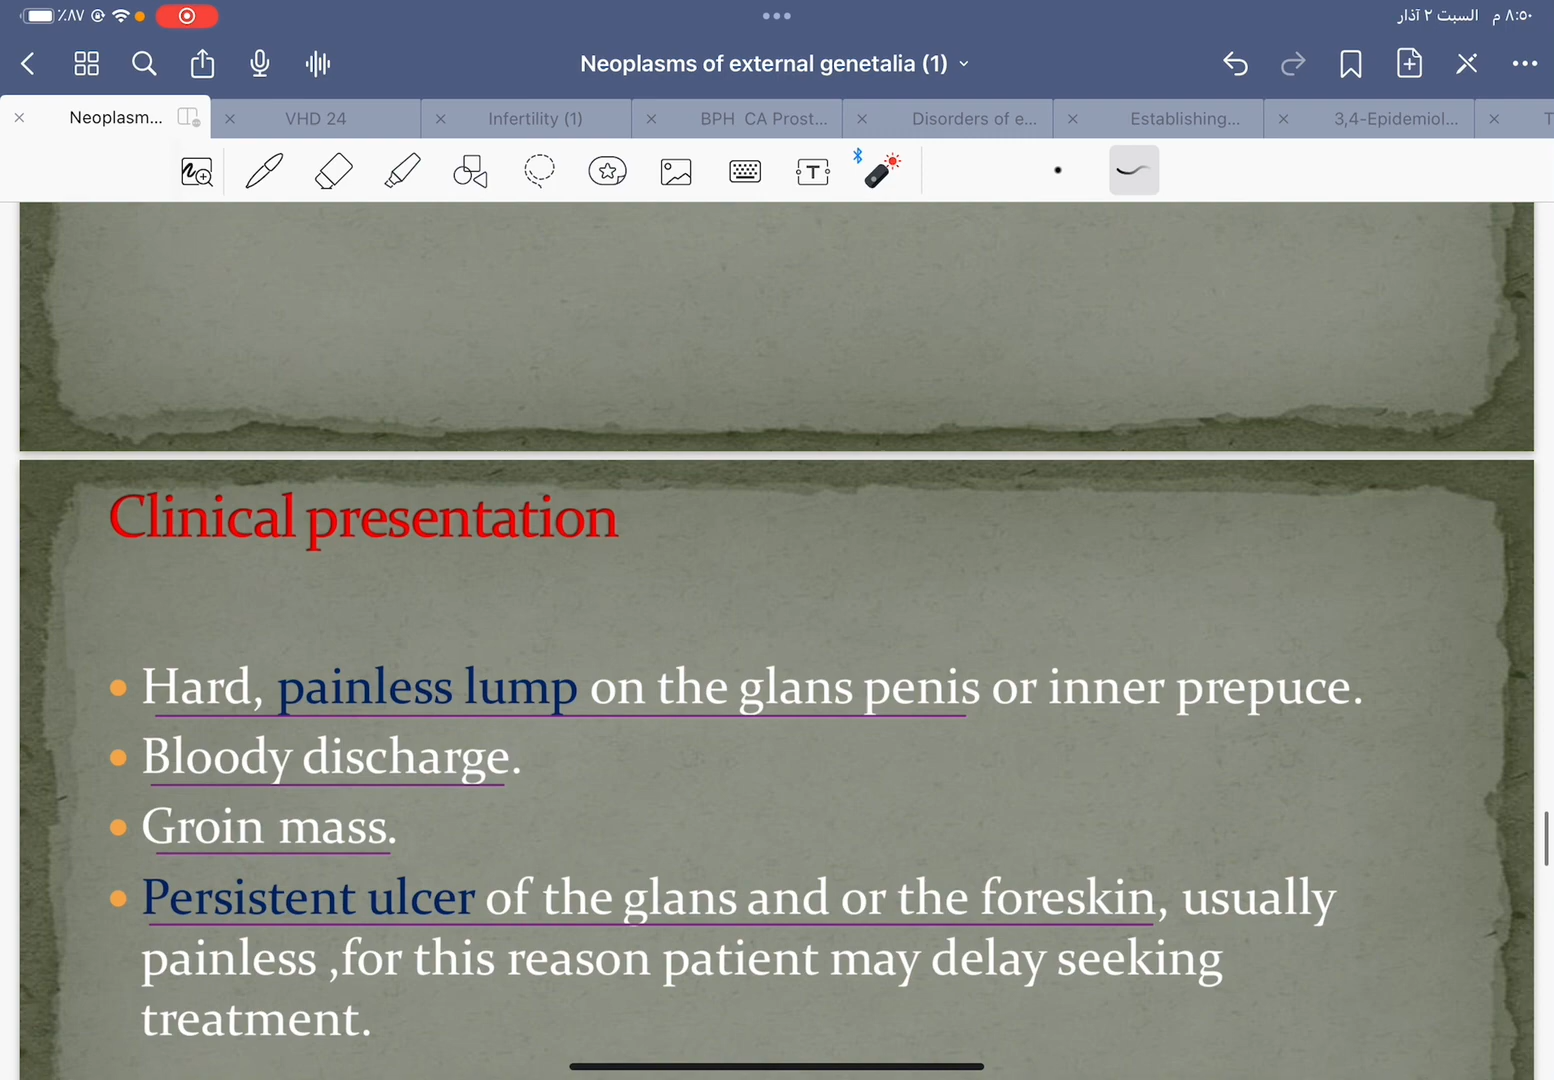 ٪٨٧
السبت ٢ آذار ٨:٥٠ م
Neoplasms of external genetalia (1)
Neoplasm...
VHD 24
Infertility (1)
BPH CA Prost...
Disorders of e...
Establishing...
3,4-Epidemiol...
T
T
Clinical presentation
Hard, painless lump on the glans penis or inner prepuce.
Bloody discharge.
Groin mass.
Persistent ulcer of the glans and or the foreskin, usually
painless ,for this reason patient may delay seeking
treatment.